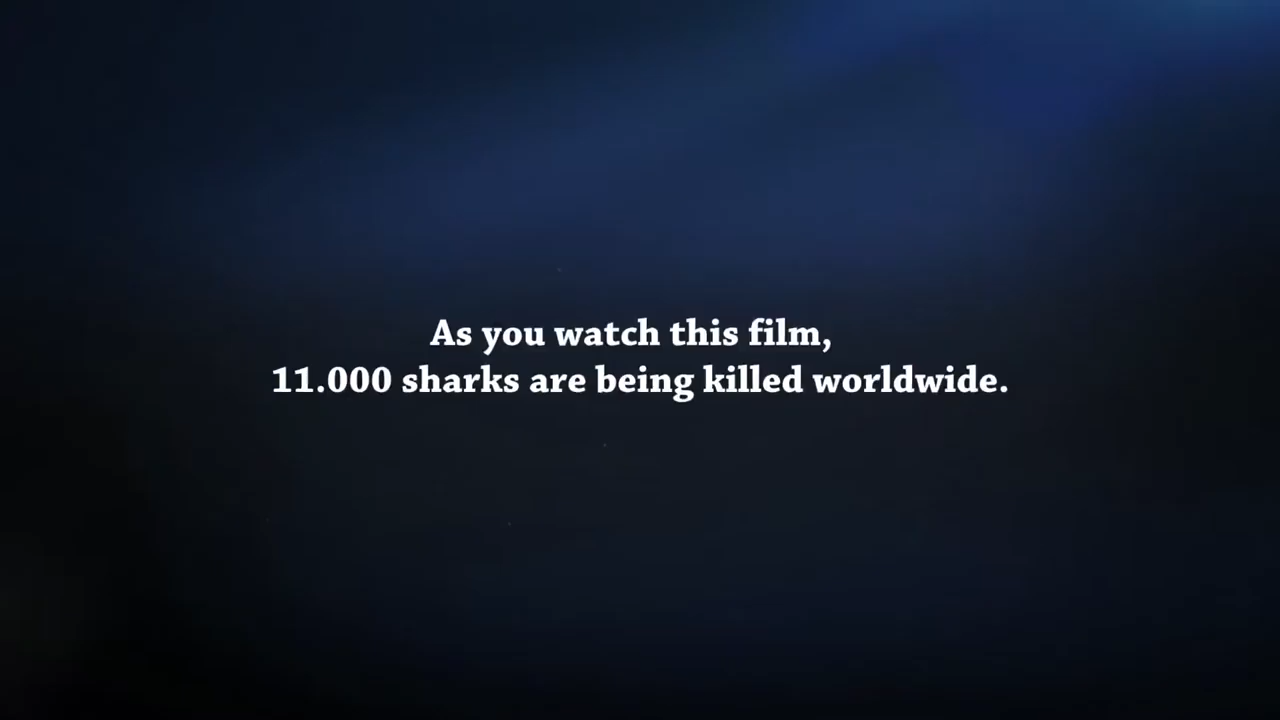 As you watch this film,
11.000 sharks are being killed worldwide.